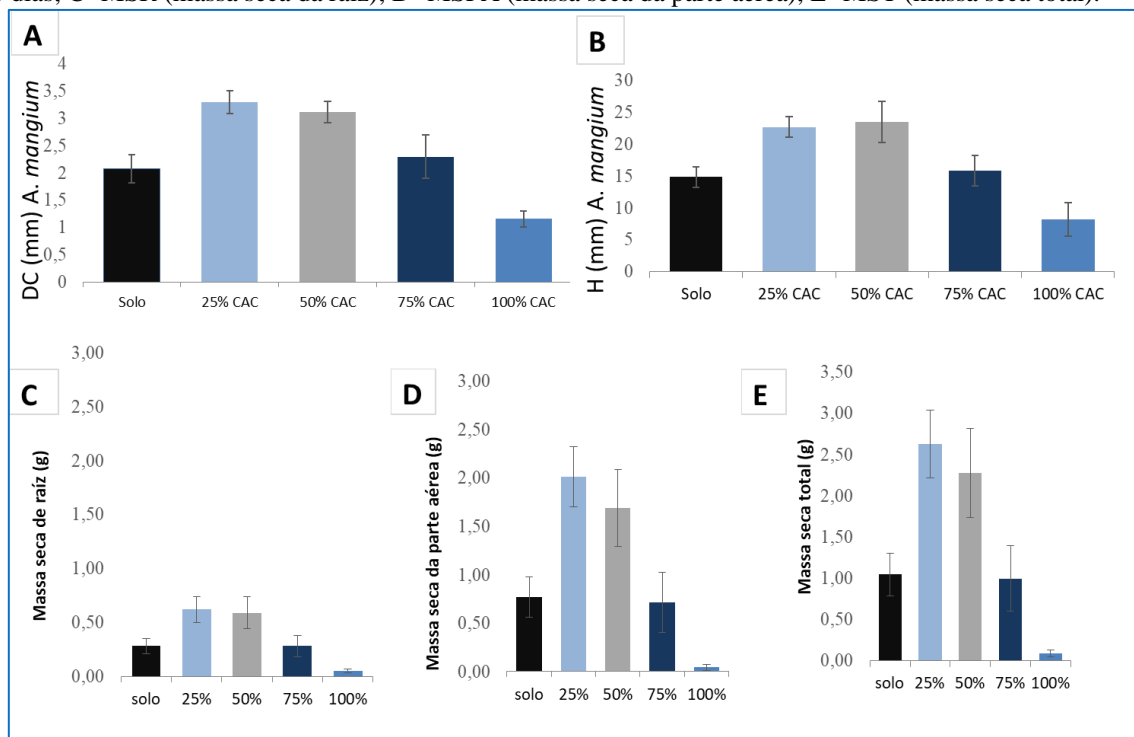 dias; C- MSR (massa seca da raiz); D- MSPA (massa seca da parte aérea); E- MST (massa seca total).
A
DC (mm) A. mangium
4
3,5
3
2,5
2
1,5
1
0,5
0
Solo 25% CAC 50% CAC 75% CAC 100% CAC
B
H (mm) A. mangium
30
25
20
15
10
5
0
Solo 25% CAC 50% CAC 75% CAC 100% CAC
C
Massa seca de raíz (g)
3,00
2,50
2,00
1,50
1,00
0,50
0,00
solo 25% 50% 75% 100%
D
Massa seca da parte aérea (g)
3,00
2,50
2,00
1,50
1,00
0,50
0,00
solo 25% 50% 75% 100%
E
Massa seca total (g)
3,50
3,00
2,50
2,00
1,50
1,00
0,50
0,00
solo 25% 50% 75% 100%